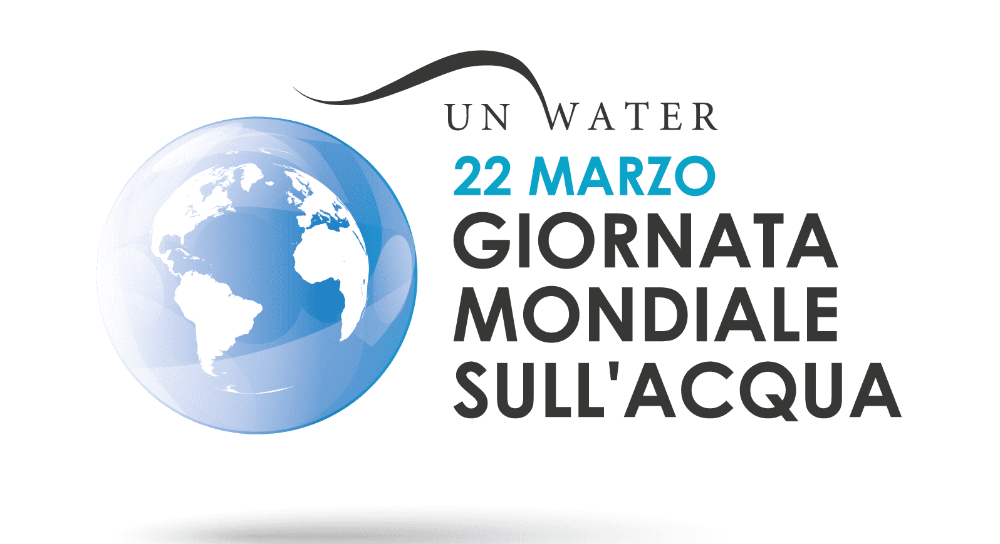 UN WATER
22 MARZO
GIORNATA
MONDIALE
SULL'ACQUA